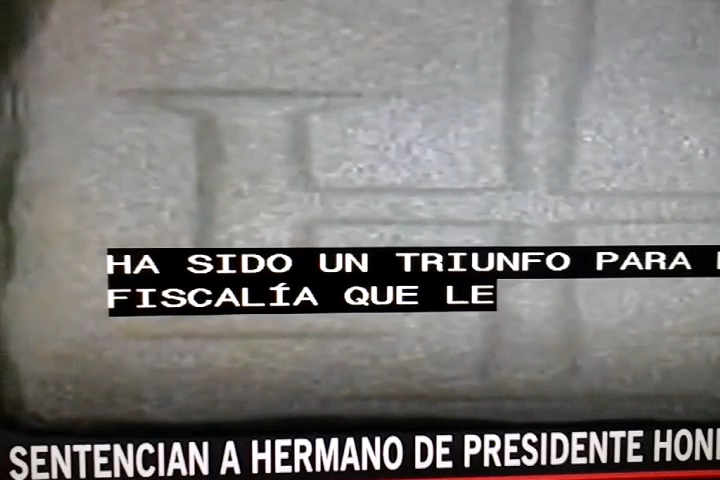 HA SIDO UN TRIUNFO PARA
FISCALÍA QUE LE
SENTENCIAN A HERMANO DE PRESIDENTE